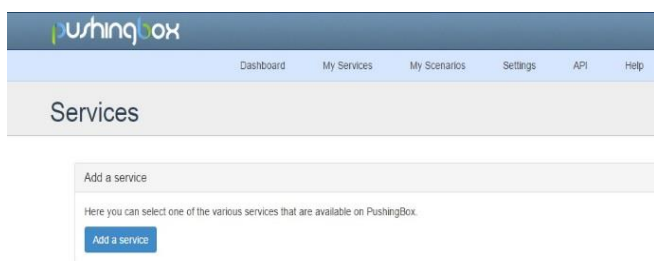 pushingbox
Dashboard My Services My Scenarios Settings API Help
Services
Add a service
Here you can select one of the various services that are available on PushingBox.
Add a service